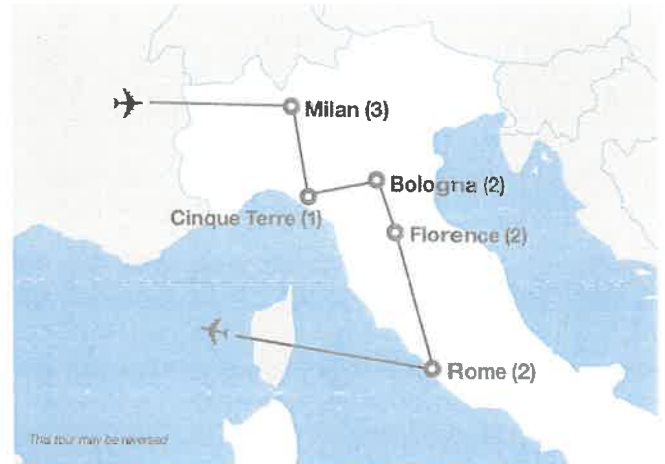 Milan (3)
Bologna (2)
Cinque Terre (1)
Florence (2)
Rome (2)
This tour may be reversed